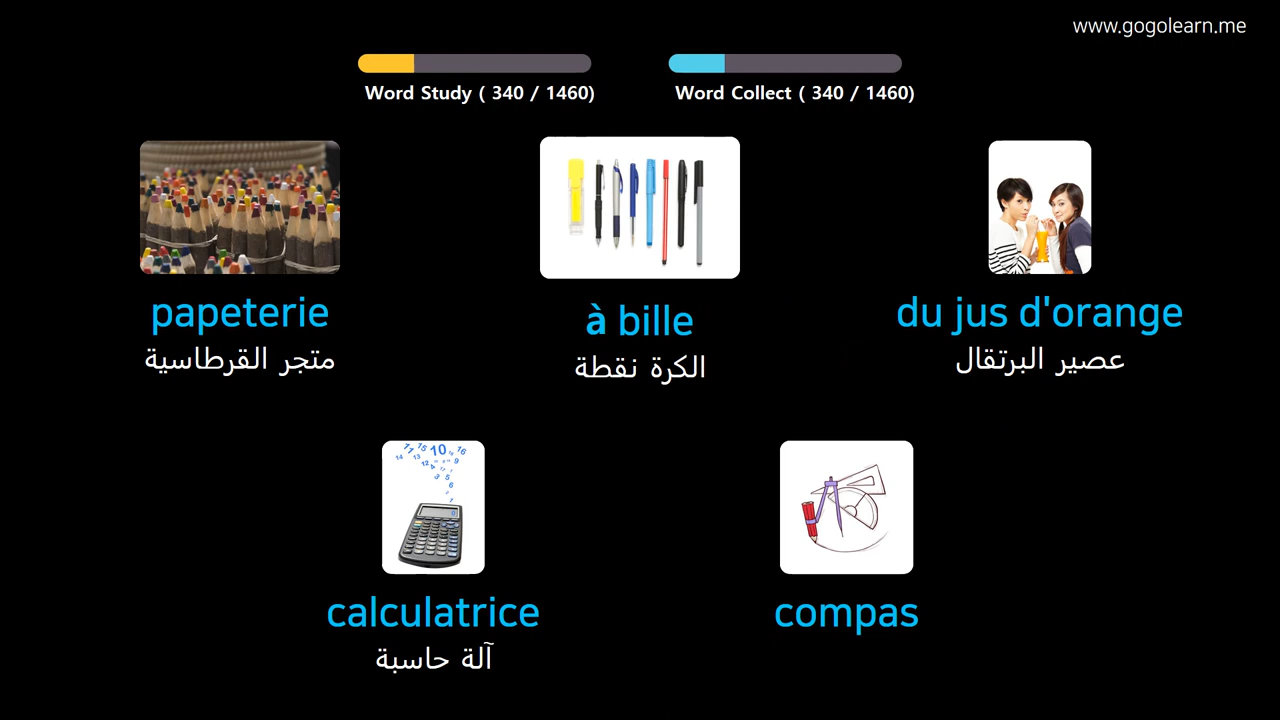 www.gogolearn.me
Word Study ( 340 / 1460)
Word Collect ( 340 / 1460)
papeterie
متجر القرطاسية
à bille
الكرة نقطة
du jus d'orange
عصير البرتقال
calculatrice
آلة حاسبة
compas